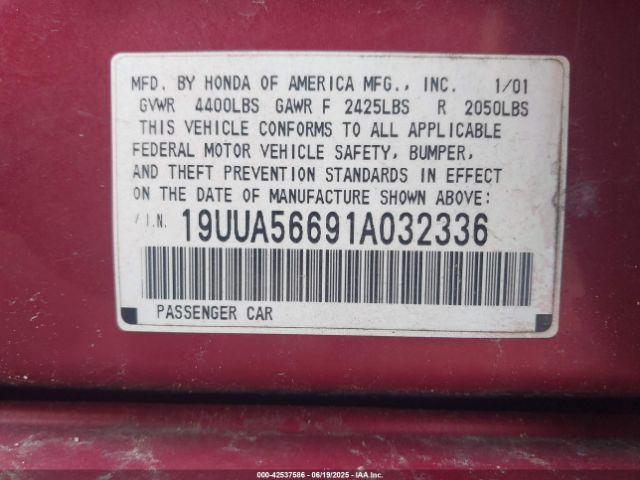 MFD. BY HONDA OF AMERICA MFG., INC. 1/01
GVWR 4400LBS GAWR F 2425LBS R 2050LBS
THIS VEHICLE CONFORMS TO ALL APPLICABLE
FEDERAL MOTOR VEHICLE SAFETY, BUMPER,
AND THEFT PREVENTION STANDARDS IN EFFECT
ON THE DATE OF MANUFACTURE SHOWN ABOVE:
/I.N. 19UUA56691A032336
PASSENGER CAR
000-42537586 - 06/19/2025 - IAA, Inc.